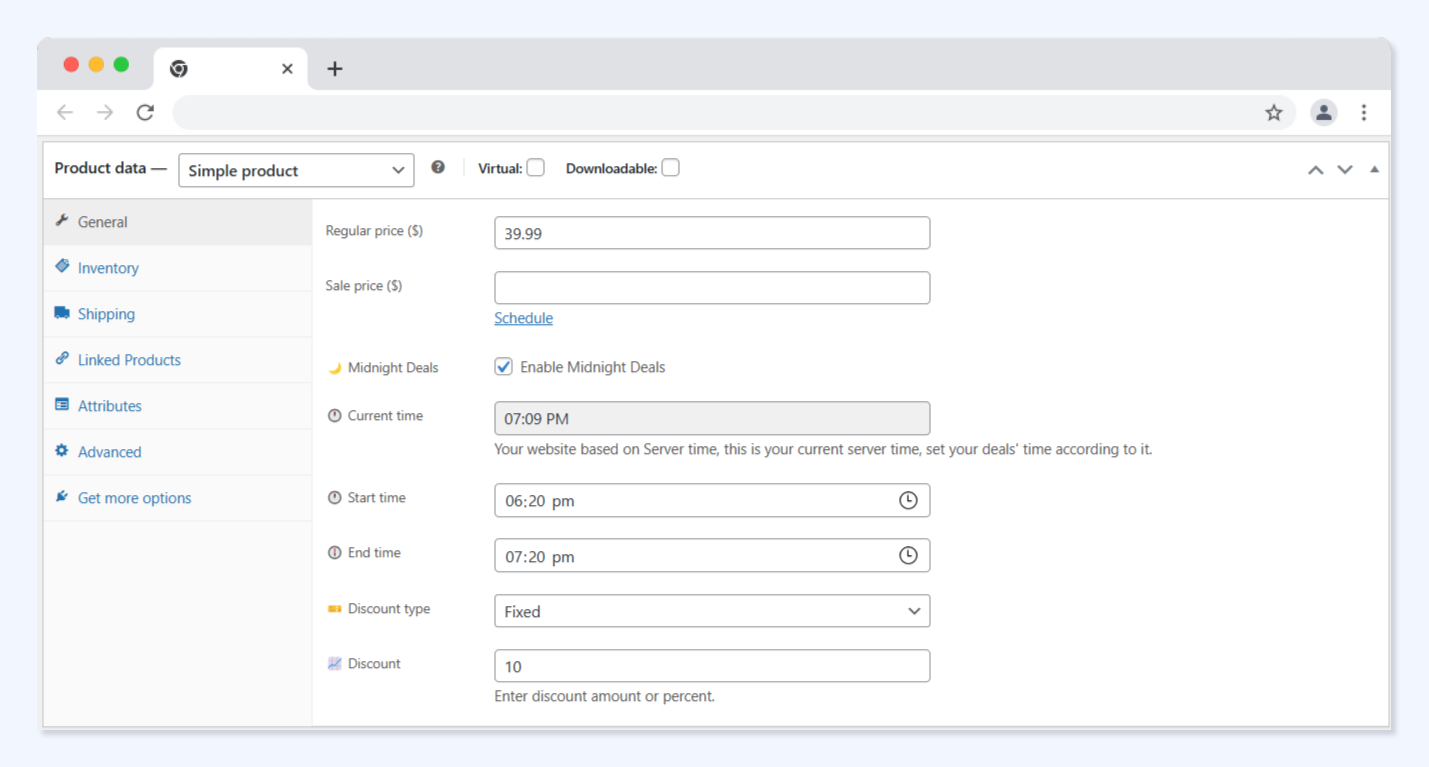 Product data —
Simple product
Virtual:
Downloadable:
General
Inventory
Shipping
Linked Products
Attributes
Advanced
Get more options
Regular price ($)
39.99
Sale price ($)
Schedule
Midnight Deals
Enable Midnight Deals
Current time
07:09 PM
Your website based on Server time, this is your current server time, set your deals' time according to it.
Start time
06:20 pm
End time
07:20 pm
Discount type
Fixed
Discount
10
Enter discount amount or percent.